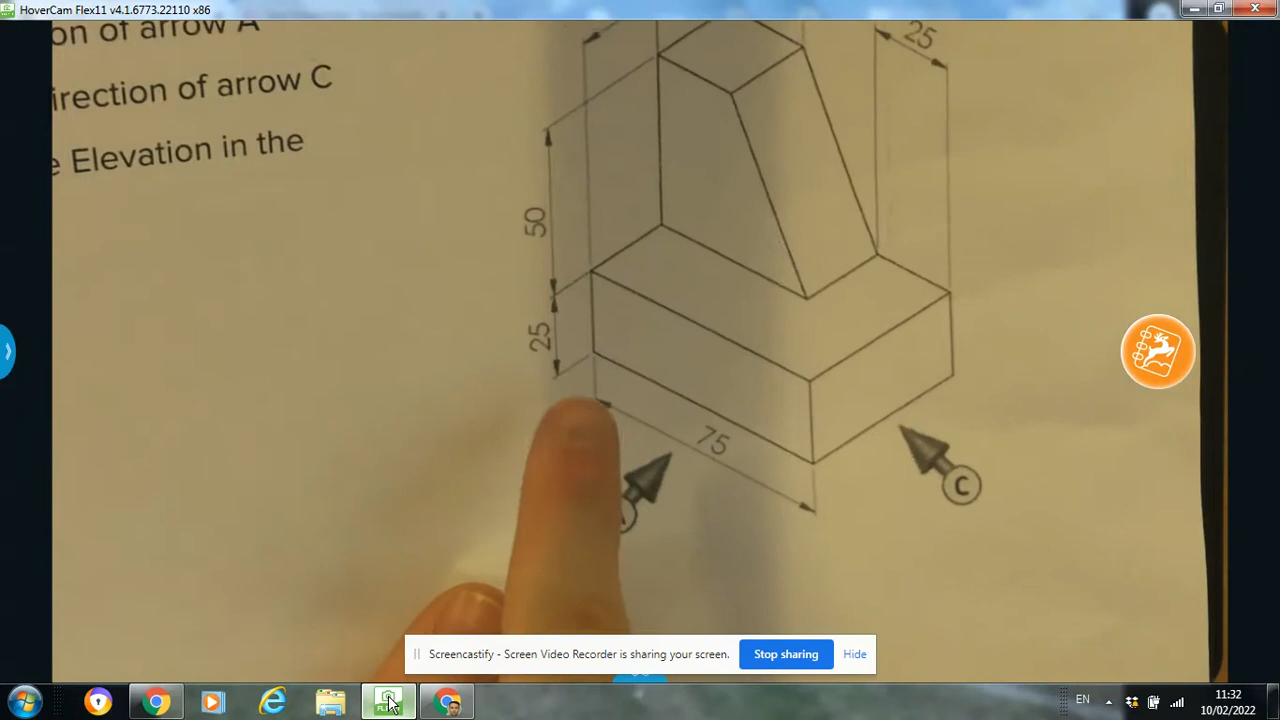 HoverCam Flex11 v4.1.6773.22110 x86
on of arrow A
irection of arrow C
e Elevation in the
25
50
25
75
C
Screencastify - Screen Video Recorder is sharing your screen.
Stop sharing
Hide
EN
11:32
10/02/2022